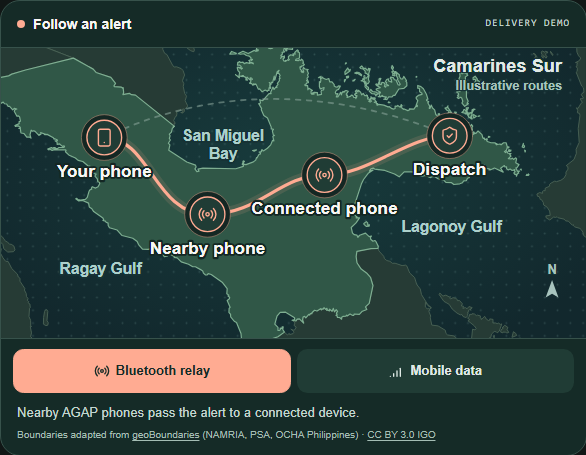 Follow an alert
DELIVERY DEMO
Camarines Sur
Illustrative routes
San Miguel
Bay
Your phone
Dispatch
Connected phone
Nearby phone
Lagonoy Gulf
Ragay Gulf
N
Bluetooth relay
Mobile data
Nearby AGAP phones pass the alert to a connected device.
Boundaries adapted from geoBoundaries (NAMRIA, PSA, OCHA Philippines) · CC BY 3.0 IGO